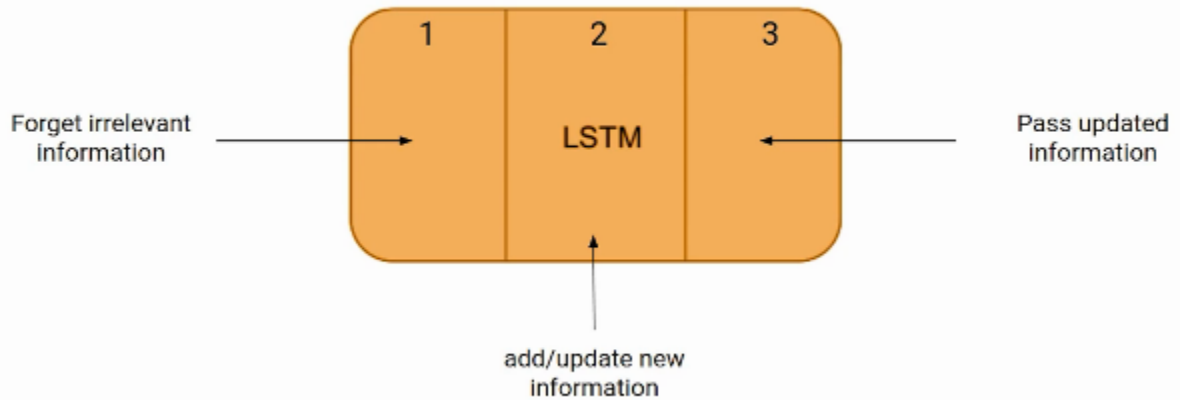 1
2
3
Forget irrelevant
information
LSTM
Pass updated
information
add/update new
information